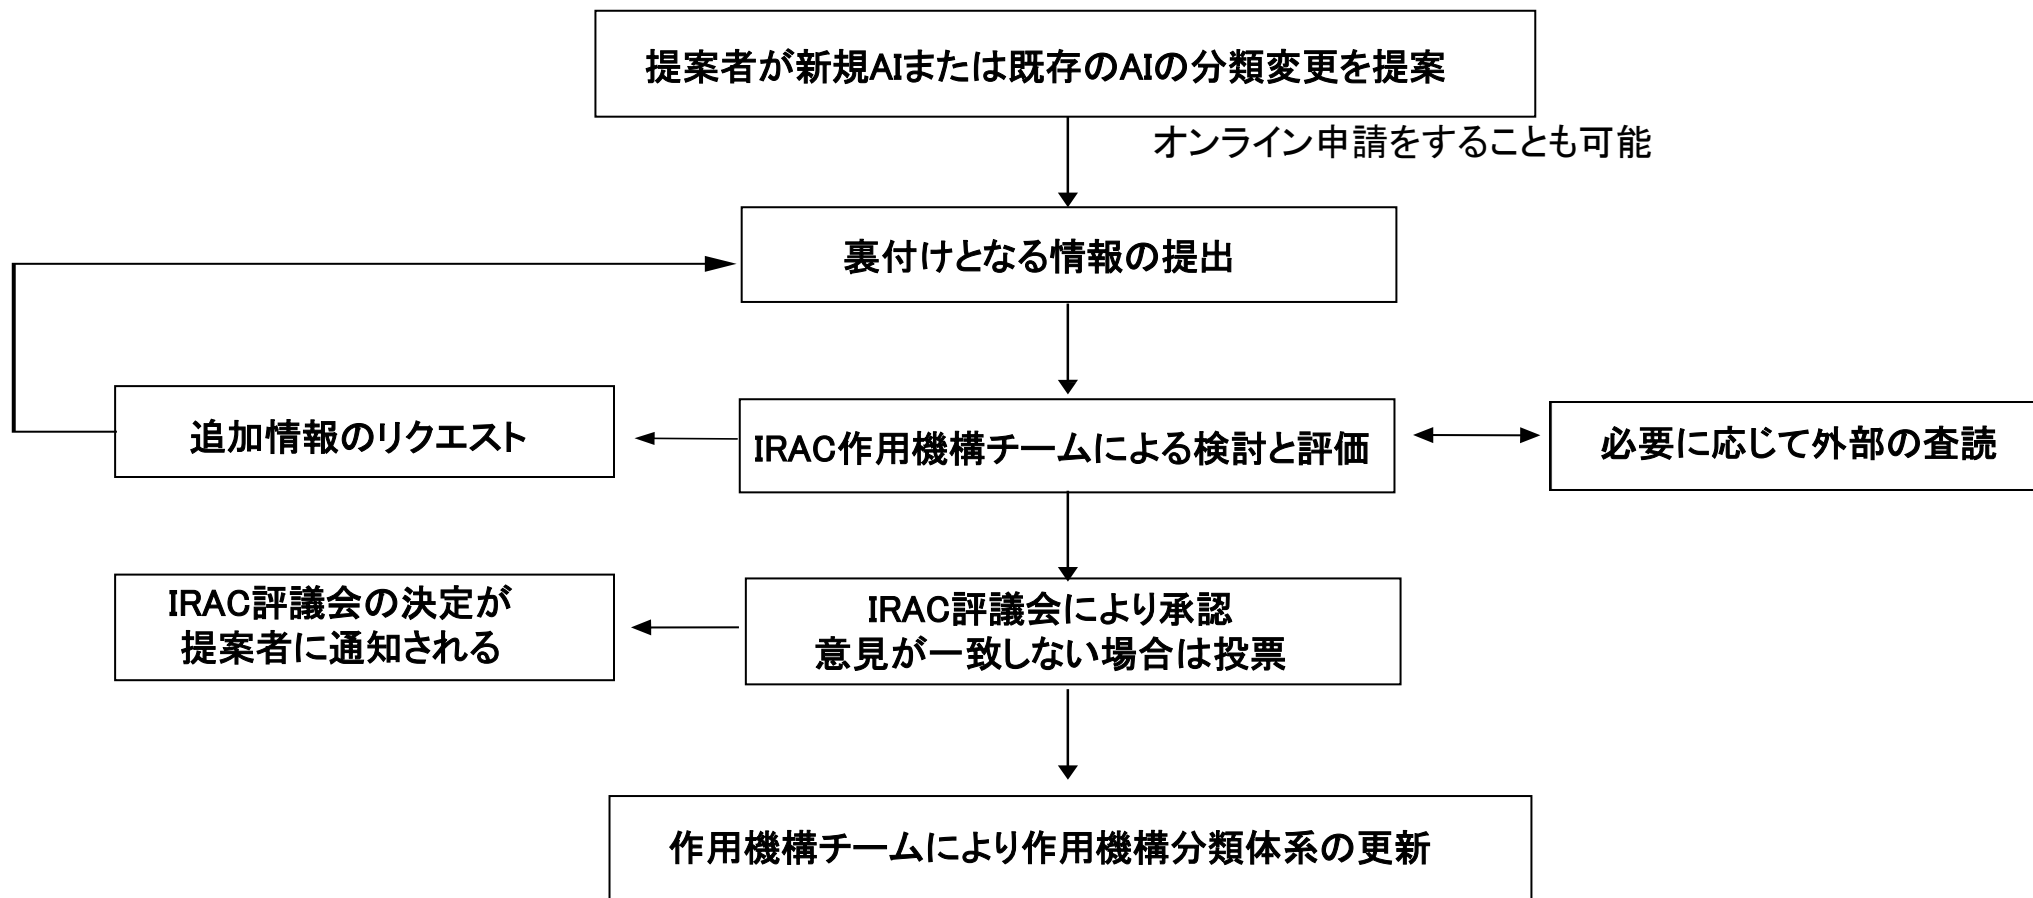 提案者が新規AIまたは既存のAIの分類変更を提案
オンライン申請をすることも可能
裏付けとなる情報の提出
追加情報のリクエスト
IRAC作用機構チームによる検討と評価
必要に応じて外部の査読
IRAC評議会の決定が
提案者に通知される
IRAC評議会により承認
意見が一致しない場合は投票
作用機構チームにより作用機構分類体系の更新